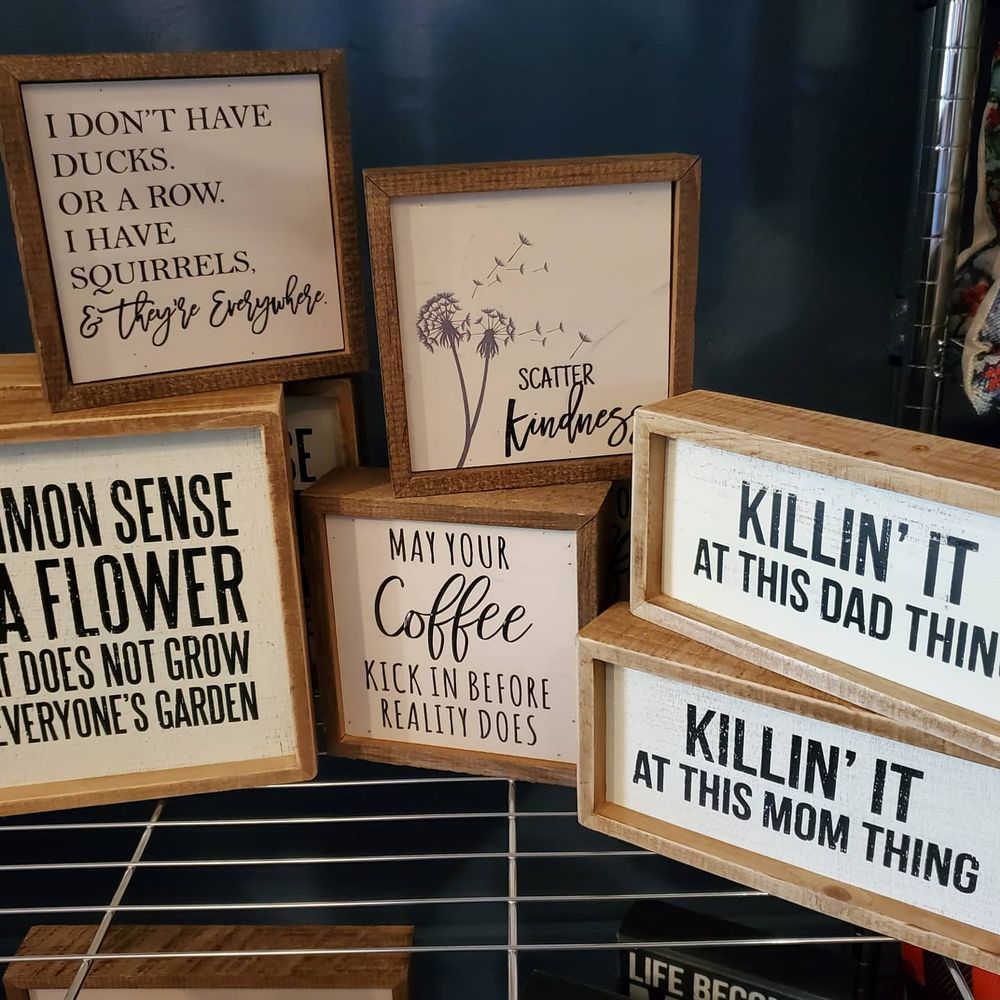 I DON'T HAVE
DUCKS.
OR A ROW.
I HAVE
SQUIRRELS,
& they're Everywhere.
SCATTER
Kindness
MON SENSE
A FLOWER
DOES NOT GROW
EVERYONE'S GARDEN
MAY YOUR
Coffee
KICK IN BEFORE
REALITY DOES
KILLIN' IT
AT THIS DAD THING
KILLIN' IT
AT THIS MOM THING
LIFE BECO